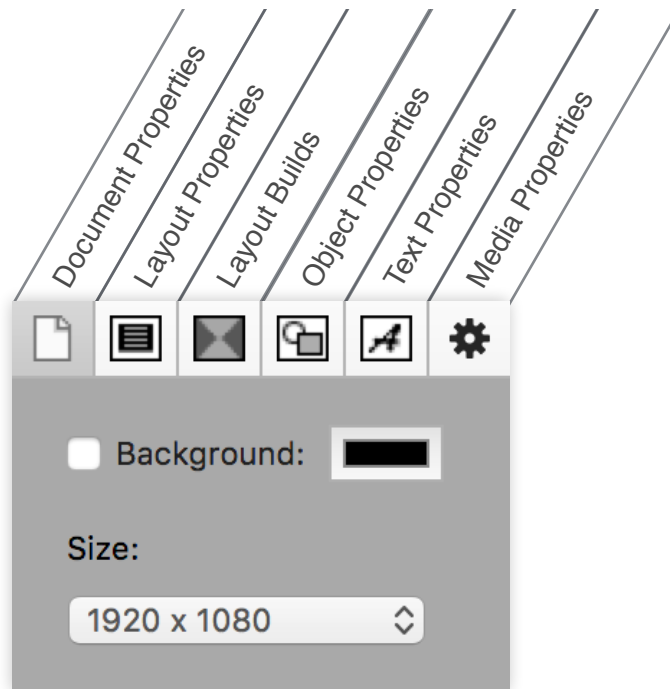 Document Properties
Layout Properties
Layout Builds
Object Properties
Text Properties
Media Properties
Background:
Size:
1920 x 1080